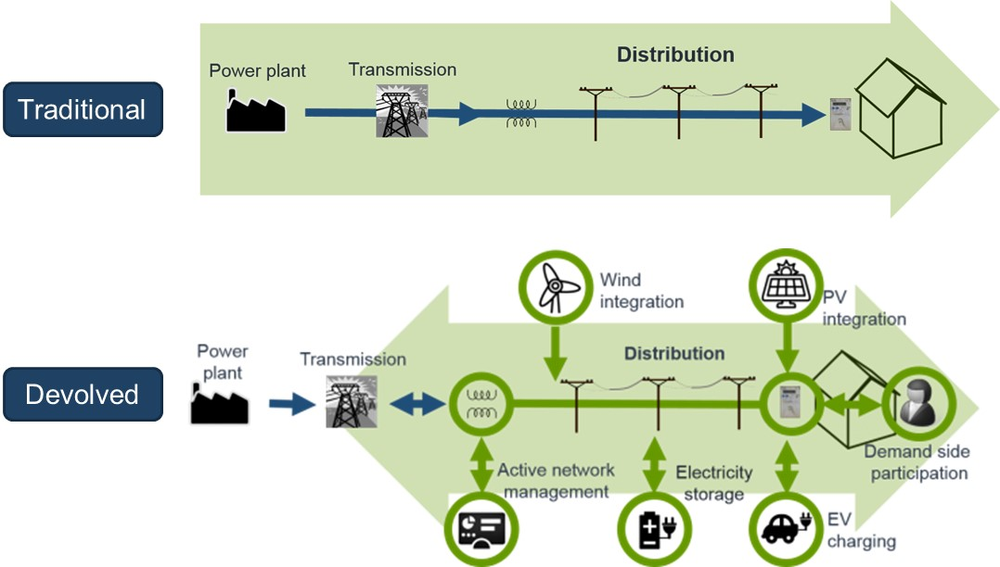 Traditional
Power plant
Transmission
Distribution
Devolved
Power
plant
Transmission
Wind
integration
Distribution
PV
integration
Active network
management
Electricity
storage
EV
charging
Demand side
participation